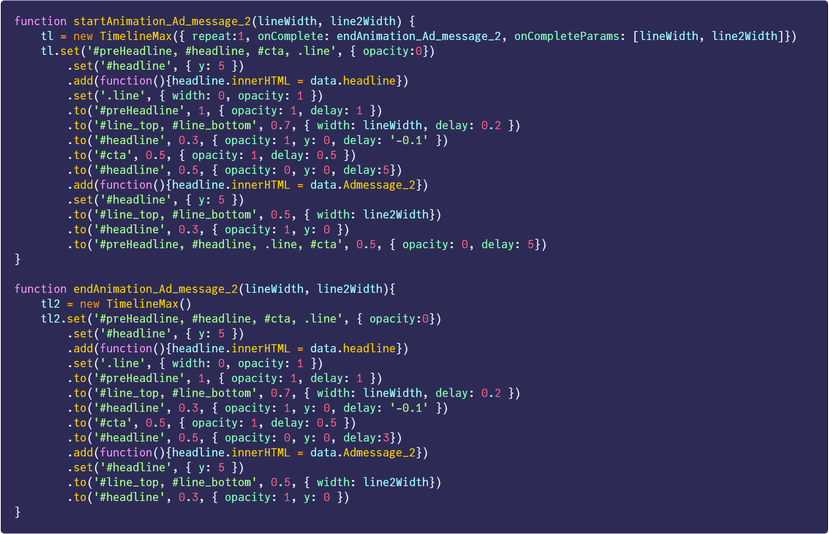 function startAnimation_Ad_message_2(lineWidth, line2Width) {
    tl = new TimelineMax({ repeat:1, onComplete: endAnimation_Ad_message_2, onCompleteParams: [lineWidth, line2Width]})
    tl.set('#preHeadline, #headline, #cta, .line', { opacity:0})
        .set('#headline', { y: 5 })
        .add(function(){headline.innerHTML = data.headline})
        .set('.line', { width: 0, opacity: 1 })
        .to('#preHeadline', 1, { opacity: 1, delay: 1 })
        .to('#line_top, #line_bottom', 0.7, { width: lineWidth, delay: 0.2 })
        .to('#headline', 0.3, { opacity: 1, y: 0, delay: '-0.1' })
        .to('#cta', 0.5, { opacity: 1, delay: 0.5 })
        .to('#headline', 0.5, { opacity: 0, y: 0, delay:5})
        .add(function(){headline.innerHTML = data.Admessage_2})
        .set('#headline', { y: 5 })
        .to('#line_top, #line_bottom', 0.5, { width: line2Width})
        .to('#headline', 0.3, { opacity: 1, y: 0 })
        .to('#preHeadline, #headline, .line, #cta', 0.5, { opacity: 0, delay: 5})
}

function endAnimation_Ad_message_2(lineWidth, line2Width){
    tl2 = new TimelineMax()
    tl2.set('#preHeadline, #headline, #cta, .line', { opacity:0})
        .set('#headline', { y: 5 })
        .add(function(){headline.innerHTML = data.headline})
        .set('.line', { width: 0, opacity: 1 })
        .to('#preHeadline', 1, { opacity: 1, delay: 1 })
        .to('#line_top, #line_bottom', 0.7, { width: lineWidth, delay: 0.2 })
        .to('#headline', 0.3, { opacity: 1, y: 0, delay: '-0.1' })
        .to('#cta', 0.5, { opacity: 1, delay: 0.5 })
        .to('#headline', 0.5, { opacity: 0, y: 0, delay:3})
        .add(function(){headline.innerHTML = data.Admessage_2})
        .set('#headline', { y: 5 })
        .to('#line_top, #line_bottom', 0.5, { width: line2Width})
        .to('#headline', 0.3, { opacity: 1, y: 0 })
}